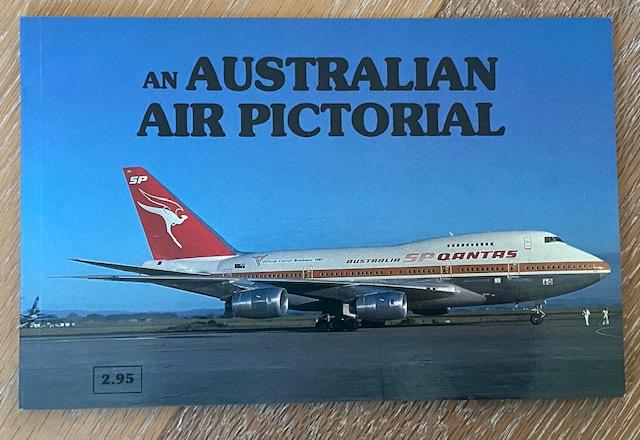 AN AUSTRALIAN
AIR PICTORIAL
SP
AUSTRALIA SP QANTAS
2.95